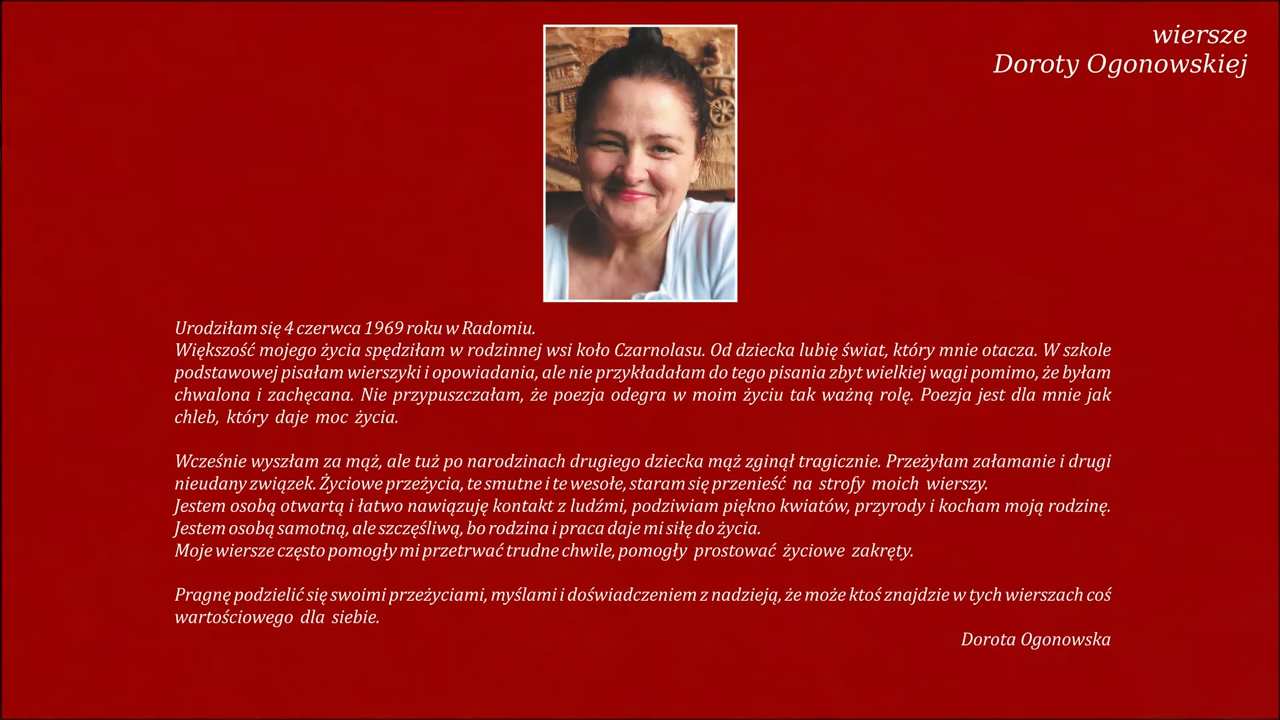 wiersze
Doroty Ogonowskiej
Urodziłam się 4 czerwca 1969 roku w Radomiu.
Większość mojego życia spędziłam w rodzinnej wsi koło Czarnolasu. Od dziecka lubię świat, który mnie otacza. W szkole
podstawowej pisałam wierszyki i opowiadania, ale nie przykładałam do tego pisania zbyt wielkiej wagi pomimo, że byłam
chwalona i zachęcana. Nie przypuszczałam, że poezja odegra w moim życiu tak ważną rolę. Poezja jest dla mnie jak
chleb, który daje moc życia.
Wcześnie wyszłam za mąż, ale tuż po narodzinach drugiego dziecka mąż zginął tragicznie. Przeżyłam załamanie i drugi
nieudany związek. Życiowe przeżycia, te smutne i te wesołe, staram się przenieść na strofy moich wierszy.
Jestem osobą otwartą i łatwo nawiązuję kontakt z ludźmi, podziwiam piękno kwiatów, przyrody i kocham moją rodzinę.
Jestem osobą samotną, ale szczęśliwą, bo rodzina i praca daje mi siłę do życia.
Moje wiersze często pomogły mi przetrwać trudne chwile, pomogły prostować życiowe zakręty.
Pragnę podzielić się swoimi przeżyciami, myślami i doświadczeniem z nadzieją, że może ktoś znajdzie w tych wierszach coś
wartościowego dla siebie.
Dorota Ogonowska